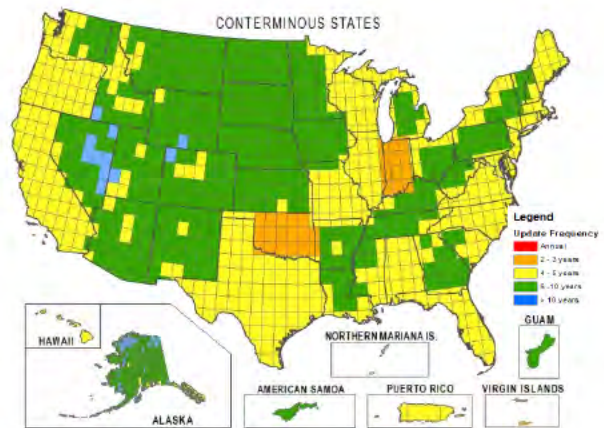 CONTERMINOUS STATES
Legend
Update Frequency
Annual
2 - 3 years
4 - 5 years
6 - 10 years
> 10 years
GUAM
NORTHERN MARIANA IS.
HAWAII
ALASKA
AMERICAN SAMOA
PUERTO RICO
VIRGIN ISLANDS